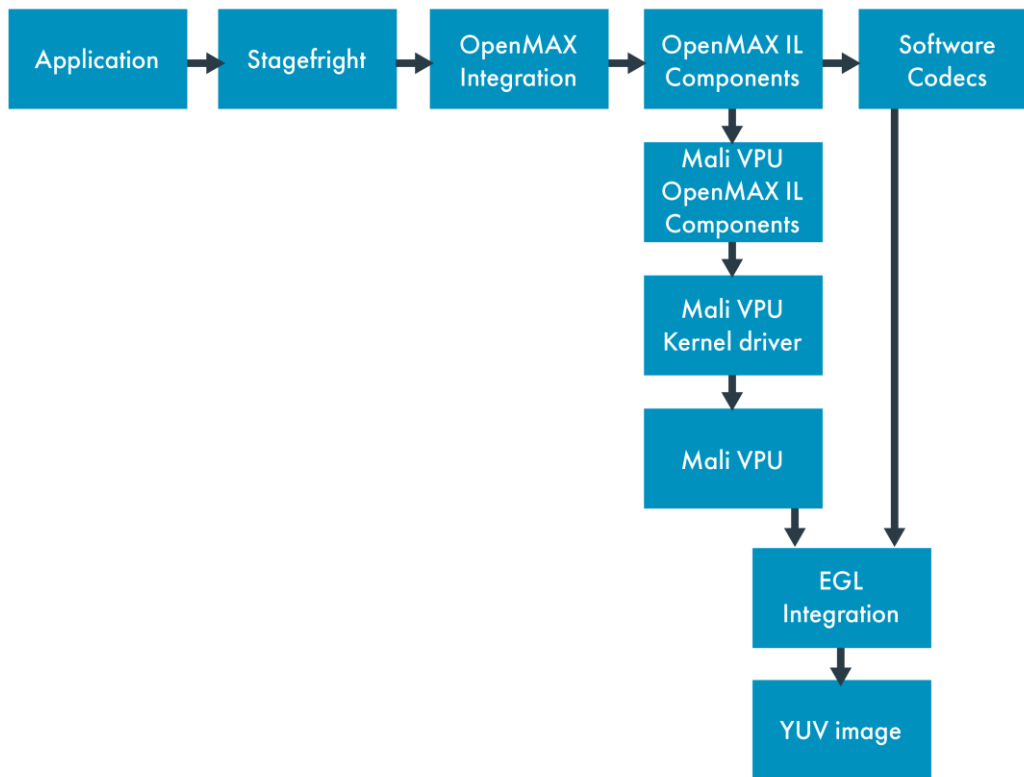 Application
Stagefright
OpenMAX
Integration
OpenMAX IL
Components
Software
Codecs
Mali VPU
OpenMAX IL
Components
Mali VPU
Kernel driver
Mali VPU
EGL
Integration
YUV image